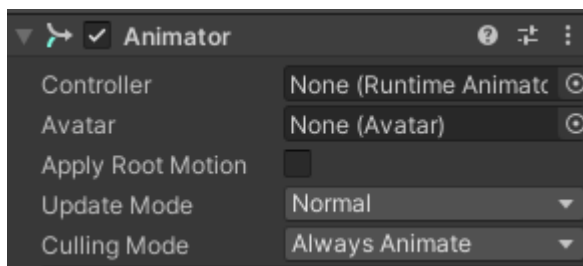 Animator
Controller None (Runtime Animatc
Avatar None (Avatar)
Apply Root Motion
Update Mode Normal
Culling Mode Always Animate